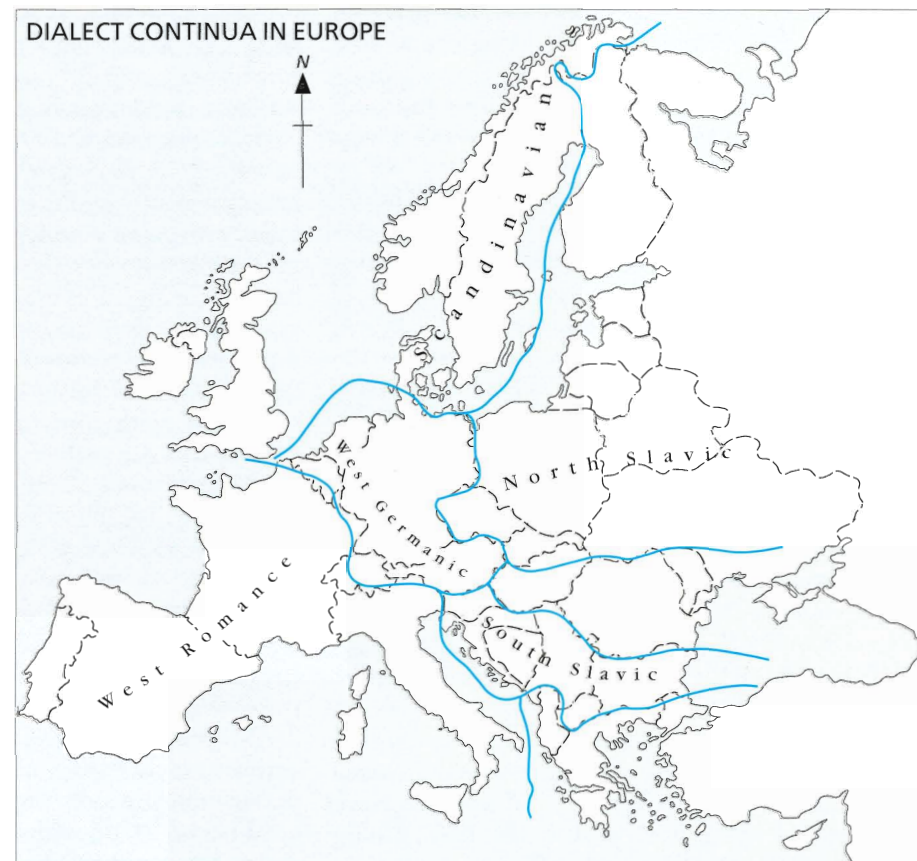 DIALECT CONTINUA IN EUROPE
N
Scandinavian
West Germanic
North Slavic
West Romance
South Slavic